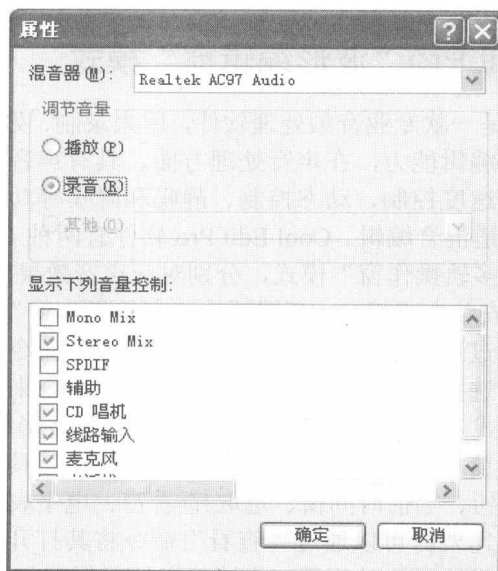 属性
混音器(M): Realtek AC97 Audio
调节音量
播放(P)
录音(R)
其他(O)
显示下列音量控制:
Mono Mix
Stereo Mix
SPDIF
辅助
CD 唱机
线路输入
麦克风
确定 取消